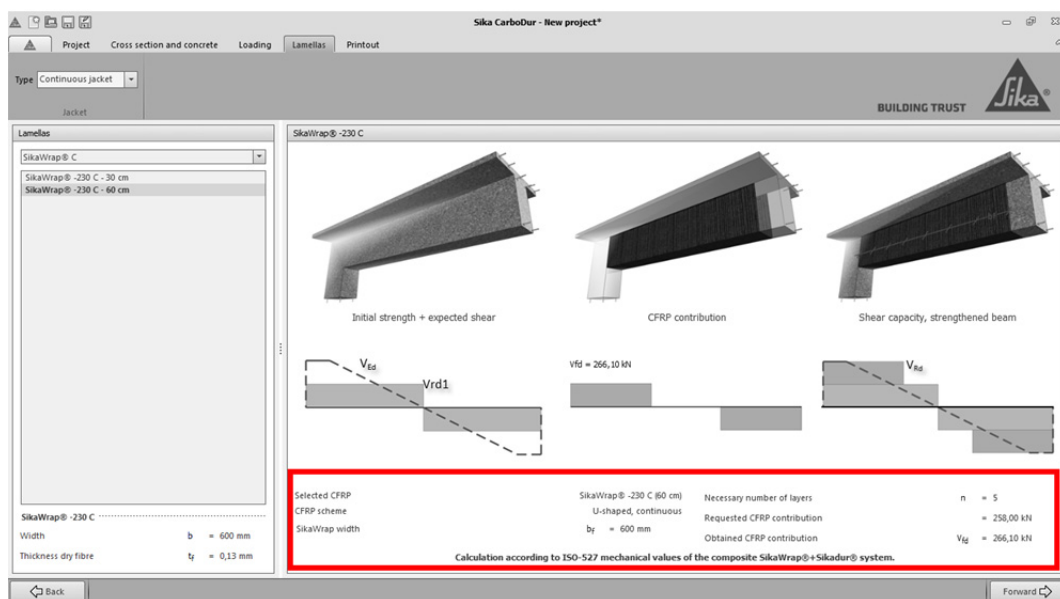 Sika CarboDur - New project*
Project Cross section and concrete Loading Lamellas Printout
Type Continuous jacket
Jacket
BUILDING TRUST
Sika
Lamellas
SikaWrap® C
SikaWrap® -230 C - 30 cm
SikaWrap® -230 C - 60 cm
SikaWrap® -230 C
Width b = 600 mm
Thickness dry fibre tf = 0,13 mm
SikaWrap® -230 C
Initial strength + expected shear
CFRP contribution
Shear capacity, strengthened beam
VEd
Vrd1
Vfd = 266,10 kN
VRd
Selected CFRP SikaWrap® -230 C (60 cm)
CFRP scheme U-shaped, continuous
SikaWrap width bf = 600 mm
Necessary number of layers n = 5
Requested CFRP contribution = 258,00 kN
Obtained CFRP contribution Vfd = 266,10 kN
Calculation according to ISO-527 mechanical values of the composite SikaWrap®+Sikadur® system.
Back
Forward